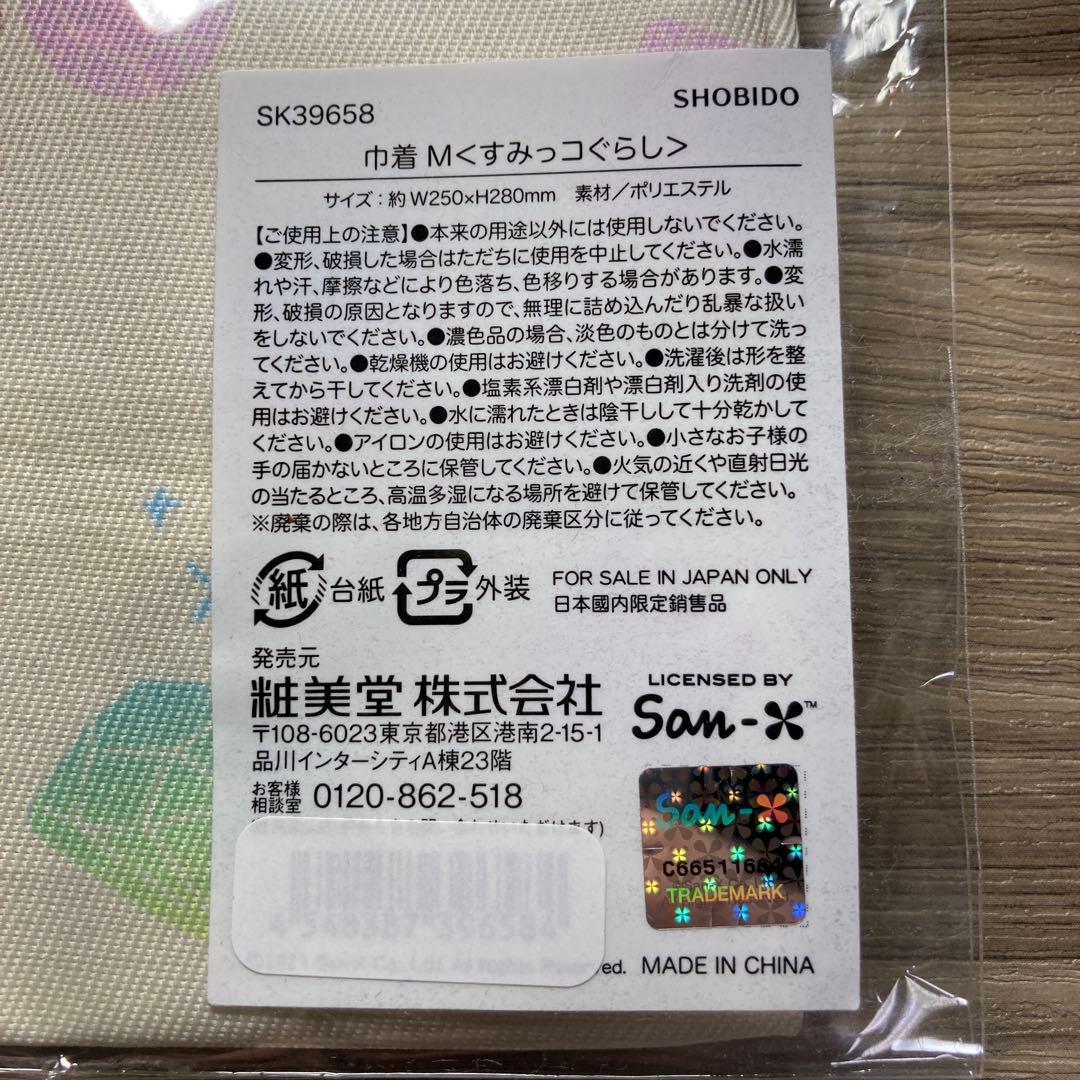 SK39658
SHOBIDO
巾着 M<すみっコぐらし>
サイズ:約 W250×H280mm 素材/ポリエステル
【ご使用上の注意】●本来の用途以外には使用しないでください。
●変形、破損した場合はただちに使用を中止してください。●水濡
れや汗、摩擦などにより色落ち、色移りする場合があります。●変
形、破損の原因となりますので、無理に詰め込んだり乱暴な扱い
をしないでください。●濃色品の場合、淡色のものとは分けて洗っ
てください。●乾燥機の使用はお避けください。●洗濯後は形を整
えてから干してください。●塩素系漂白剤や漂白剤入り洗剤の使
用はお避けください。●水に濡れたときは陰干しして十分乾かして
ください。●アイロンの使用はお避けください。●小さなお子様の
手の届かないところに保管してください。●火気の近くや直射日光
の当たるところ、高温多湿になる場所を避けて保管してください。
※廃棄の際は、各地方自治体の廃棄区分に従ってください。
紙 台紙 プラ 外装
FOR SALE IN JAPAN ONLY
日本國内限定銷售品
発売元
粧美堂 株式会社
〒108-6023東京都港区港南2-15-1
品川インターシティA棟23階
お客様
相談室 0120-862-518
LICENSED BY
San-X™
San-X
TRADEMARK
MADE IN CHINA